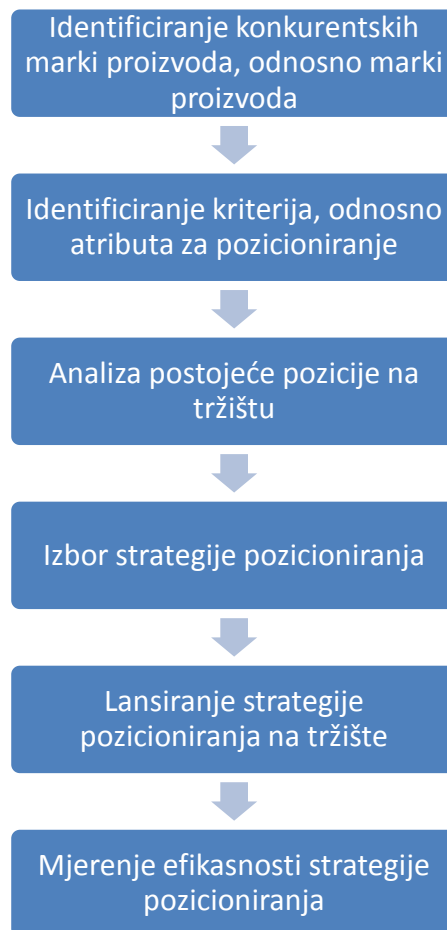 Identificiranje konkurentskih
marki proizvoda, odnosno marki
proizvoda
Identificiranje kriterija, odnosno
atributa za pozicioniranje
Analiza postojeće pozicije na
tržištu
Izbor strategije pozicioniranja
Lansiranje strategije
pozicioniranja na tržište
Mjerenje efikasnosti strategije
pozicioniranja